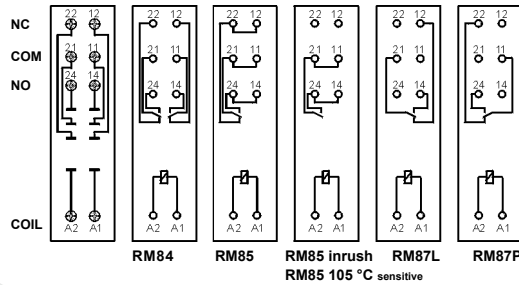 22 12 22 12 22 12 22 12 22 12 22 12
NC
COM
21 11 21 11 21 11 21 11 21 11 21 11
NO
24 14 24 14 24 14 24 14 24 14 24 14
COIL
A2 A1 A2 A1 A2 A1 A2 A1 A2 A1 A2 A1
RM84 RM85 RM85 inrush RM87L RM87P
RM85 105 °C sensitive